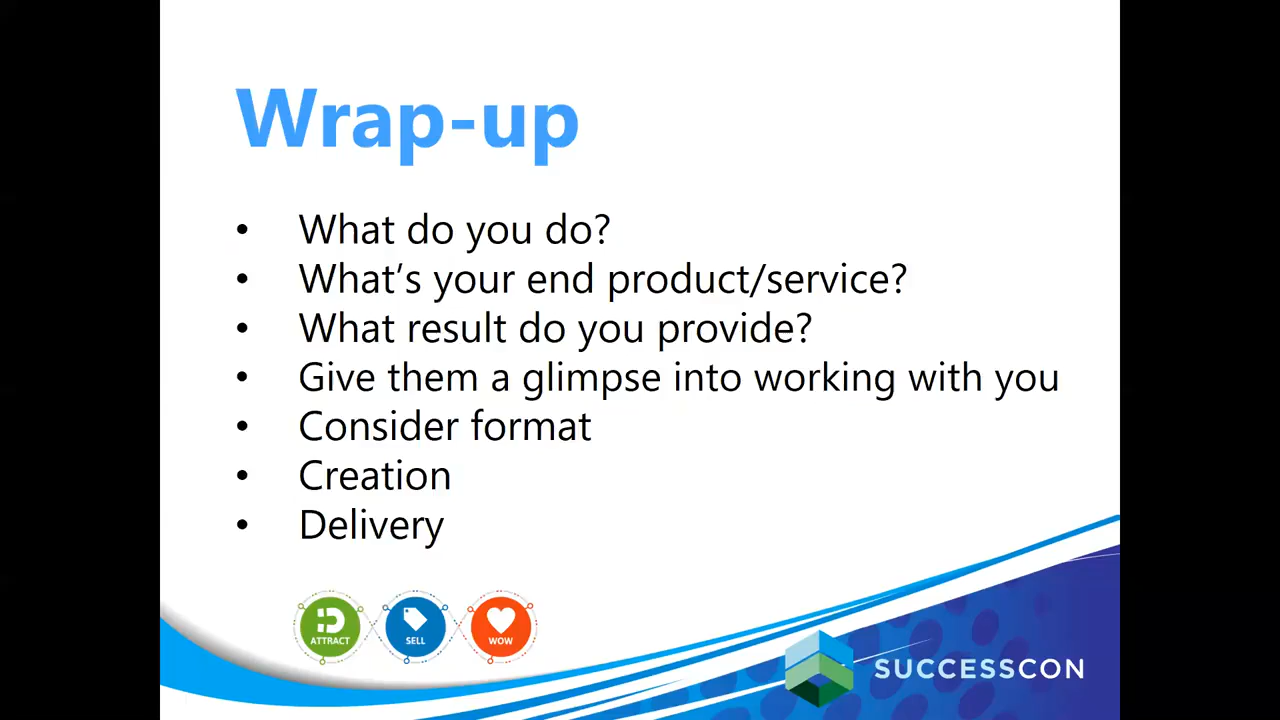 Wrap-up
• What do you do?
• What’s your end product/service?
• What result do you provide?
• Give them a glimpse into working with you
• Consider format
• Creation
• Delivery
ATTRACT
SELL
WOW
SUCCESSCON